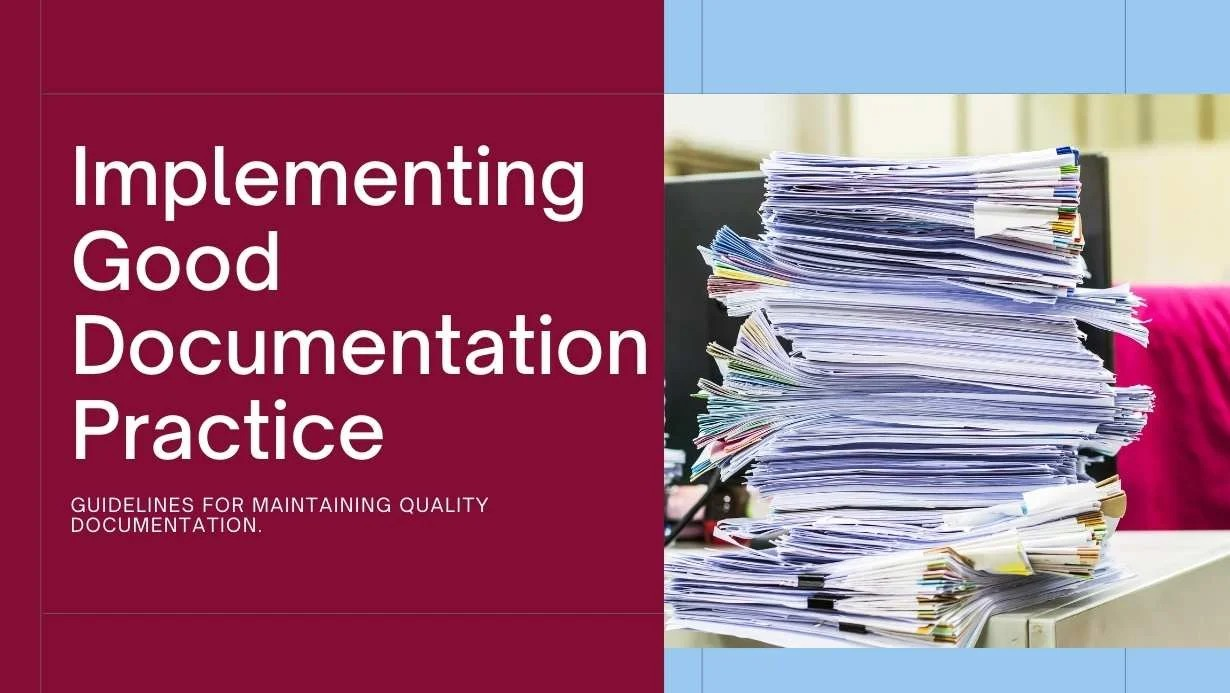 Implementing
Good
Documentation
Practice
GUIDELINES FOR MAINTAINING QUALITY
DOCUMENTATION.